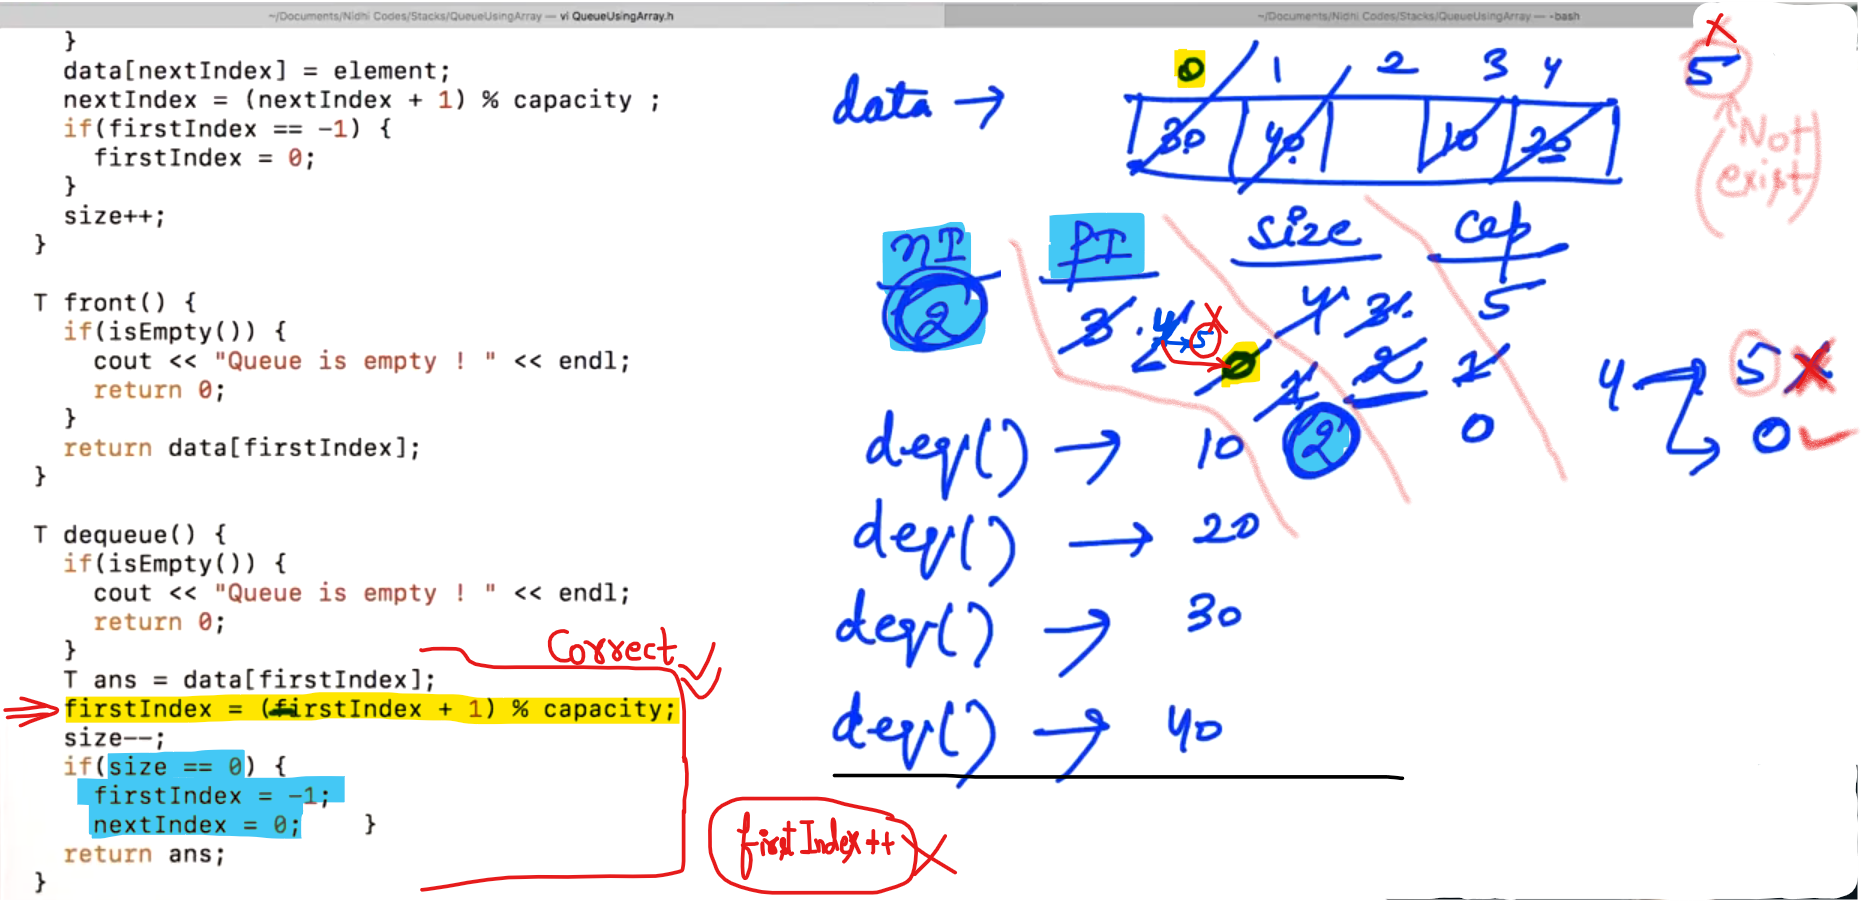 ~/Documents/Nidhi Codes/Stacks/QueueUsingArray — vi QueueUsingArray.h
~/Documents/Nidhi Codes/Stacks/QueueUsingArray — -bash
}
data[nextIndex] = element;
nextIndex = (nextIndex + 1) % capacity ;
if(firstIndex == -1) {
firstIndex = 0;
}
size++;
}
T front() {
if(isEmpty()) {
cout << "Queue is empty ! " << endl;
return 0;
}
return data[firstIndex];
}
T dequeue() {
if(isEmpty()) {
cout << "Queue is empty ! " << endl;
return 0;
}
T ans = data[firstIndex];
firstIndex = (firstIndex + 1) % capacity;
size--;
if(size == 0) {
firstIndex = -1;
nextIndex = 0; }
return ans;
}
Correct
firstIndex++ X
0 1 2 3 4
data → 30 40 10 20
X
5
Not
exist
nI fI size cap
2 3 4 5 X 4 3 5
0 2 1
1
2 0
4 → 5 X
0 ✓
deq() → 10
deq() → 20
deq() → 30
deq() → 40